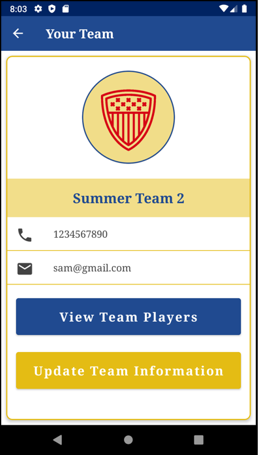 8:03
Your Team
Summer Team 2
1234567890
sam@gmail.com
View Team Players
Update Team Information